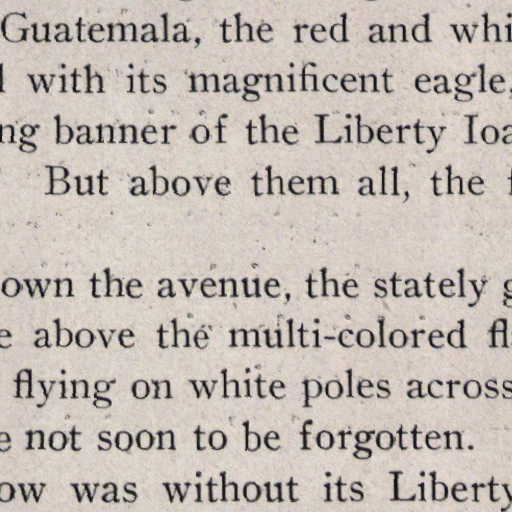 Guatemala, the red and whi
with its magnificent eagle,
ng banner of the Liberty Ioa
But above them all, the f
own the avenue, the stately g
e above the multi-colored fl
flying on white poles across
e not soon to be forgotten.
ow was without its Liberty